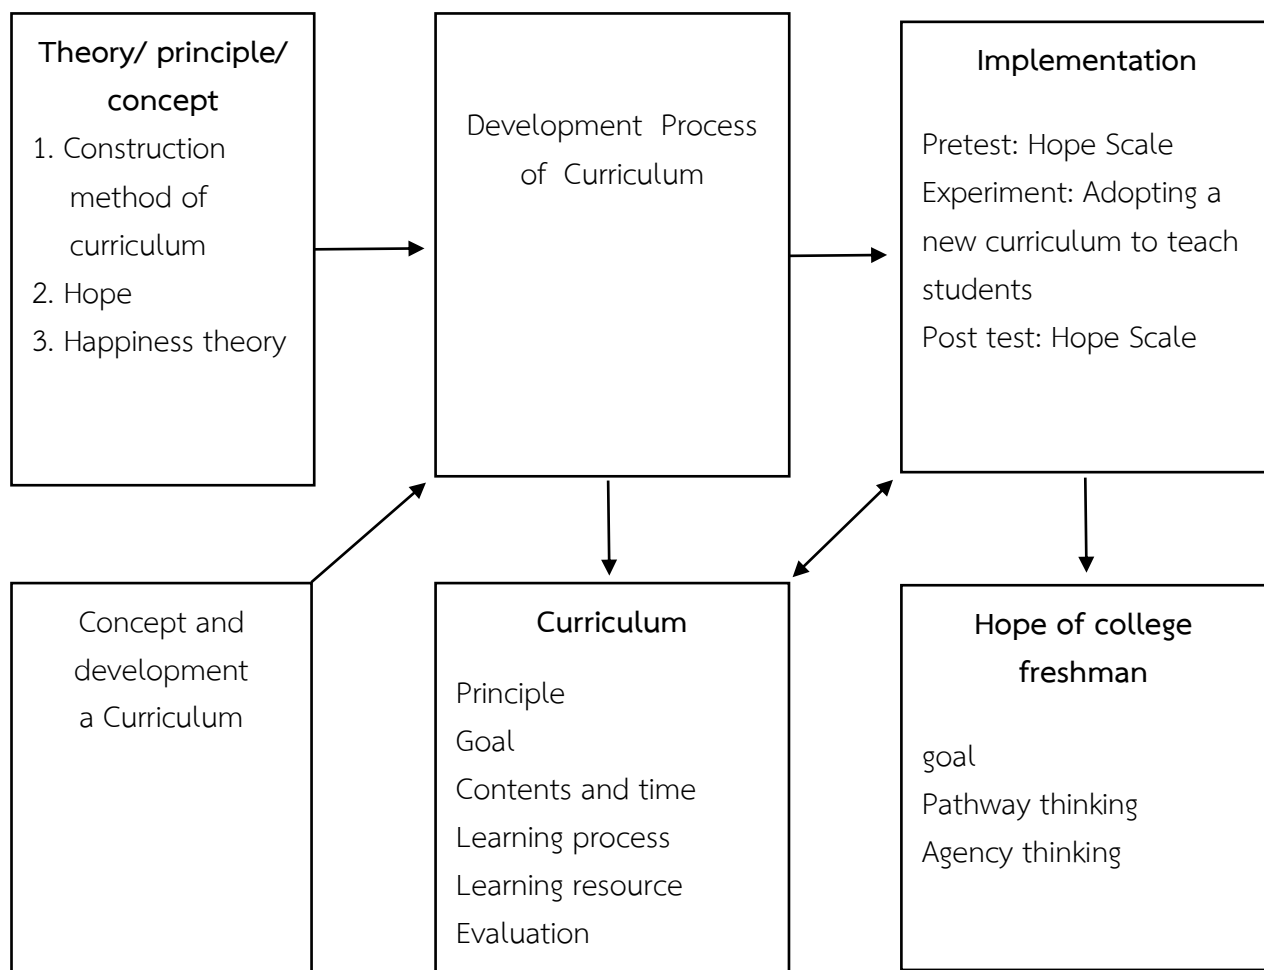 Theory/ principle/
concept
1. Construction
method of
curriculum
2. Hope
3. Happiness theory
Development Process
of Curriculum
Implementation
Pretest: Hope Scale
Experiment: Adopting a
new curriculum to teach
students
Post test: Hope Scale
Concept and
development
a Curriculum
Curriculum
Principle
Goal
Contents and time
Learning process
Learning resource
Evaluation
Hope of college
freshman
goal
Pathway thinking
Agency thinking